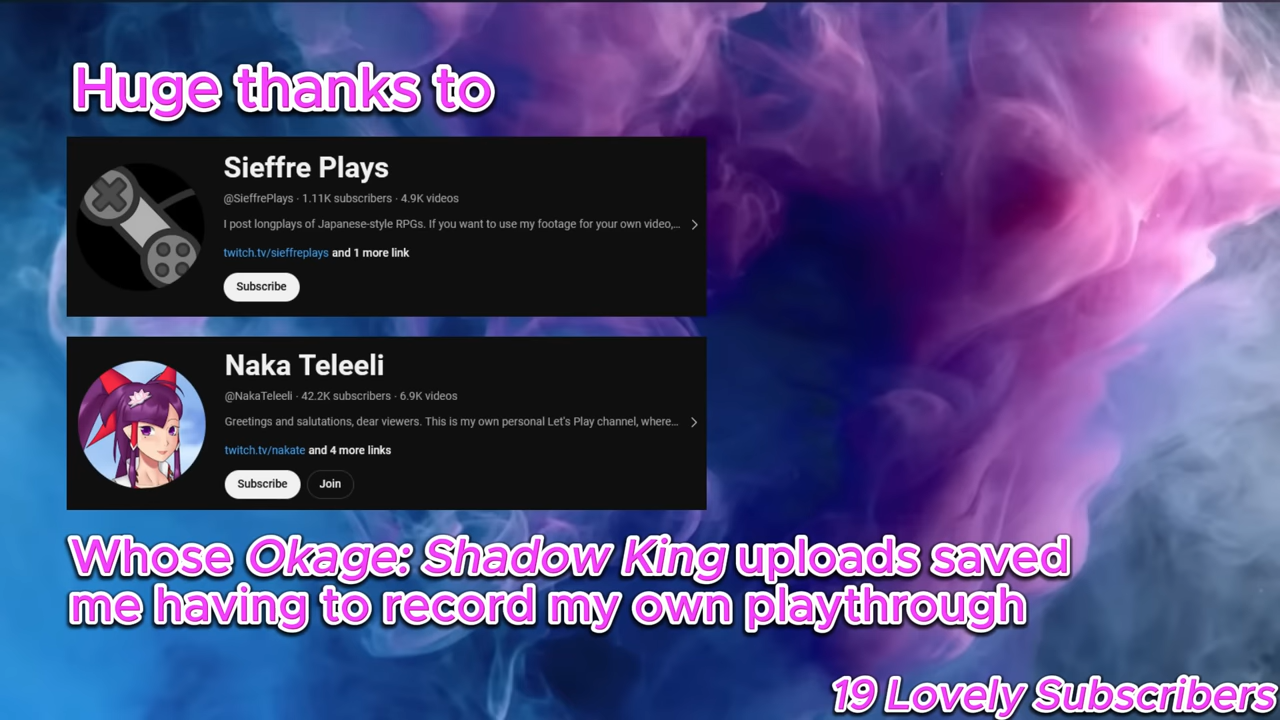 Huge thanks to
Sieffre Plays
@SieffrePlays · 1.11K subscribers · 4.9K videos
I post longplays of Japanese-style RPGs. If you want to use my footage for your own video,...
twitch.tv/sieffreplays and 1 more link
Subscribe
Naka Teleeli
@NakaTeleeli · 42.2K subscribers · 6.9K videos
Greetings and salutations, dear viewers. This is my own personal Let's Play channel, where...
twitch.tv/nakate and 4 more links
Subscribe Join
Whose Okage: Shadow King uploads saved
me having to record my own playthrough
19 Lovely Subscribers